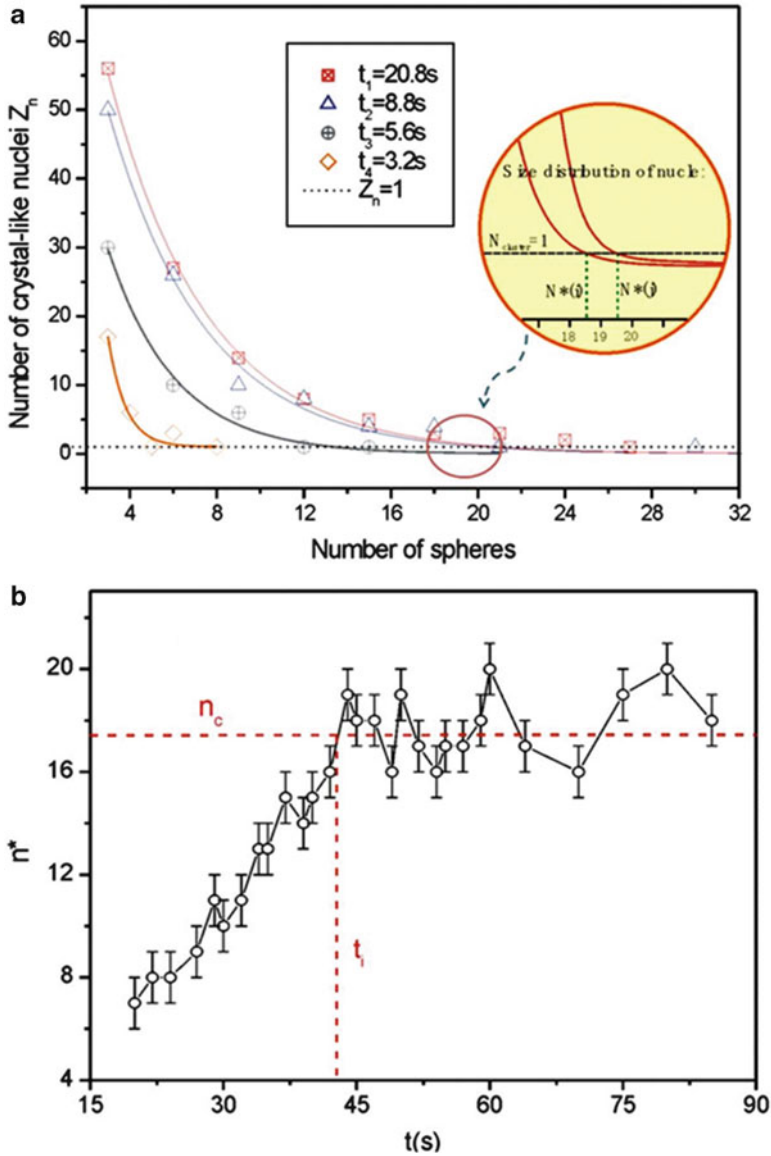 a
Number of crystal-like nuclei Zn
60
50
40
30
20
10
0
t1=20.8s
t2=8.8s
t3=5.6s
t4=3.2s
Zn=1
Size distribution of nucle:
Ncluster=1
N*(i)
N*(j)
18 19 20
4 8 12 16 20 24 28 32
Number of spheres
b
n*
20
16
12
8
4
nc
ti
15 30 45 60 75 90
t(s)